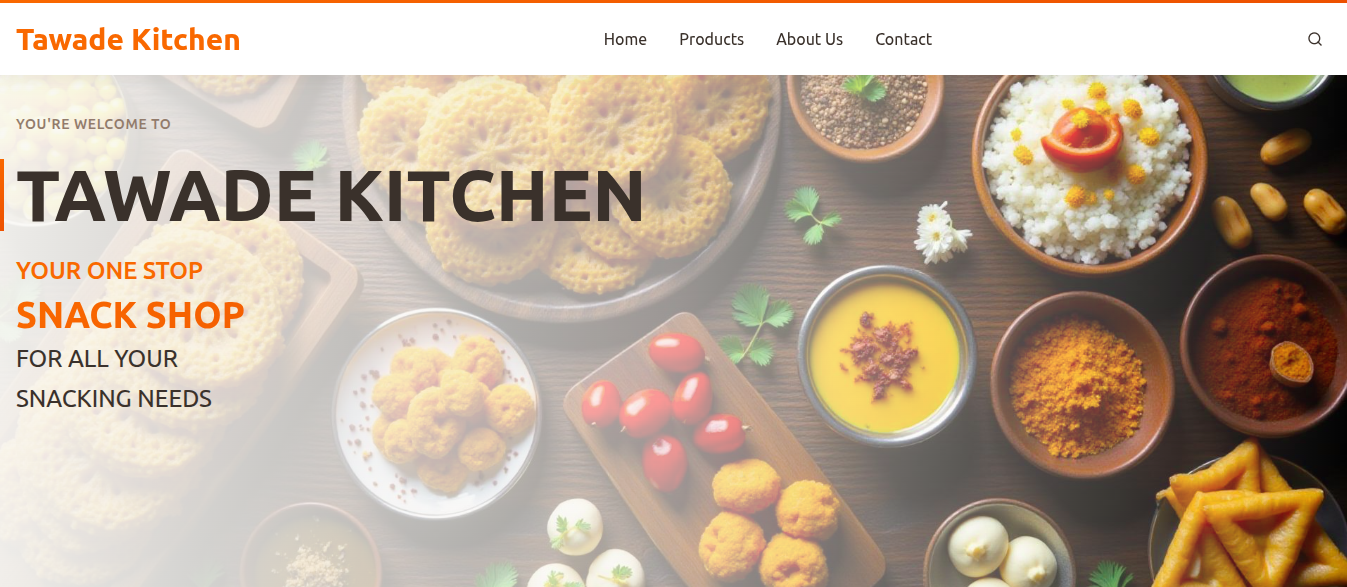 Tawade Kitchen
Home Products About Us Contact
YOU'RE WELCOME TO
TAWADE KITCHEN
YOUR ONE STOP
SNACK SHOP
FOR ALL YOUR
SNACKING NEEDS